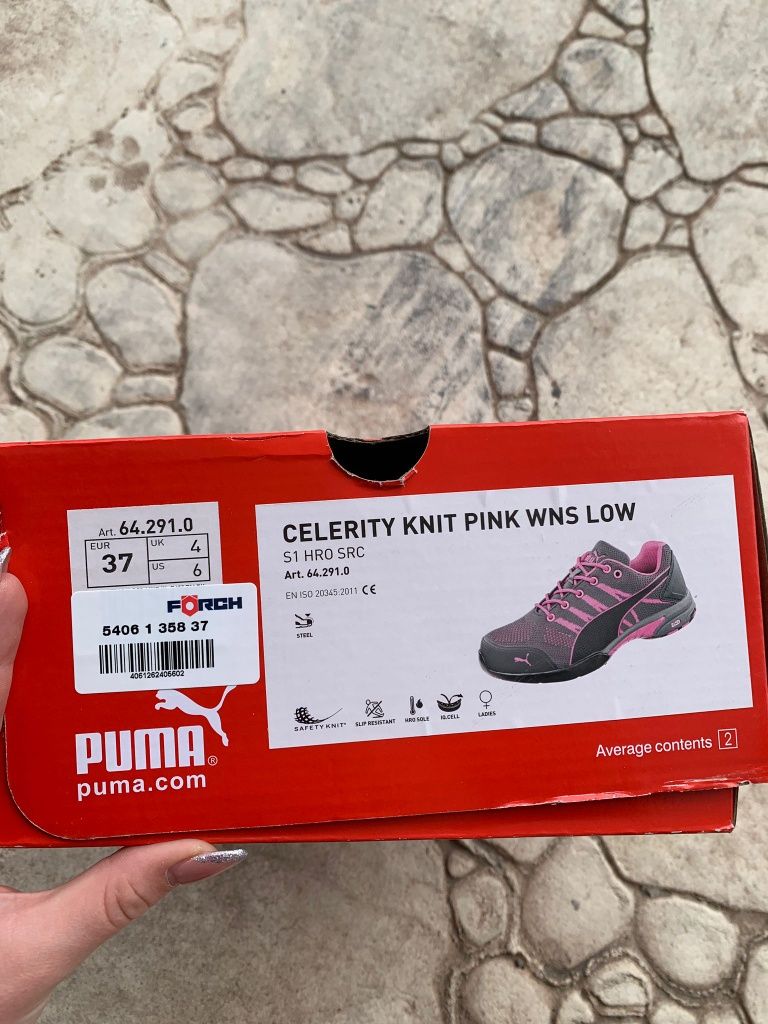 Art. 64.291.0
EUR
37
UK
4
US
6
FÖRCH
5406 1 358 37
4061262405602
PUMA®
puma.com
CELERITY KNIT PINK WNS LOW
S1 HRO SRC
Art. 64.291.0
EN ISO 20345:2011 CE
STEEL
SAFETY KNIT®
SLIP RESISTANT
HRO SOLE
IQ.CELL
LADIES
Average contents 2